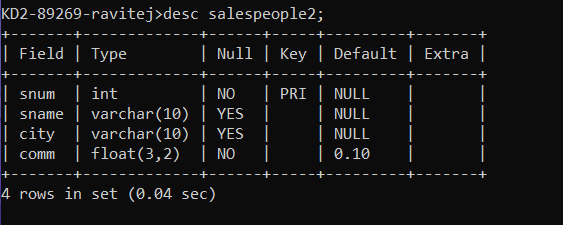 KD2-89269-ravitej>desc salespeople2;
+-------+-------------+------+-----+---------+-------+
| Field | Type        | Null | Key | Default | Extra |
+-------+-------------+------+-----+---------+-------+
| snum  | int         | NO   | PRI | NULL    |       |
| sname | varchar(10) | YES  |     | NULL    |       |
| city  | varchar(10) | YES  |     | NULL    |       |
| comm  | float(3,2)  | NO   |     | 0.10    |       |
+-------+-------------+------+-----+---------+-------+
4 rows in set (0.04 sec)